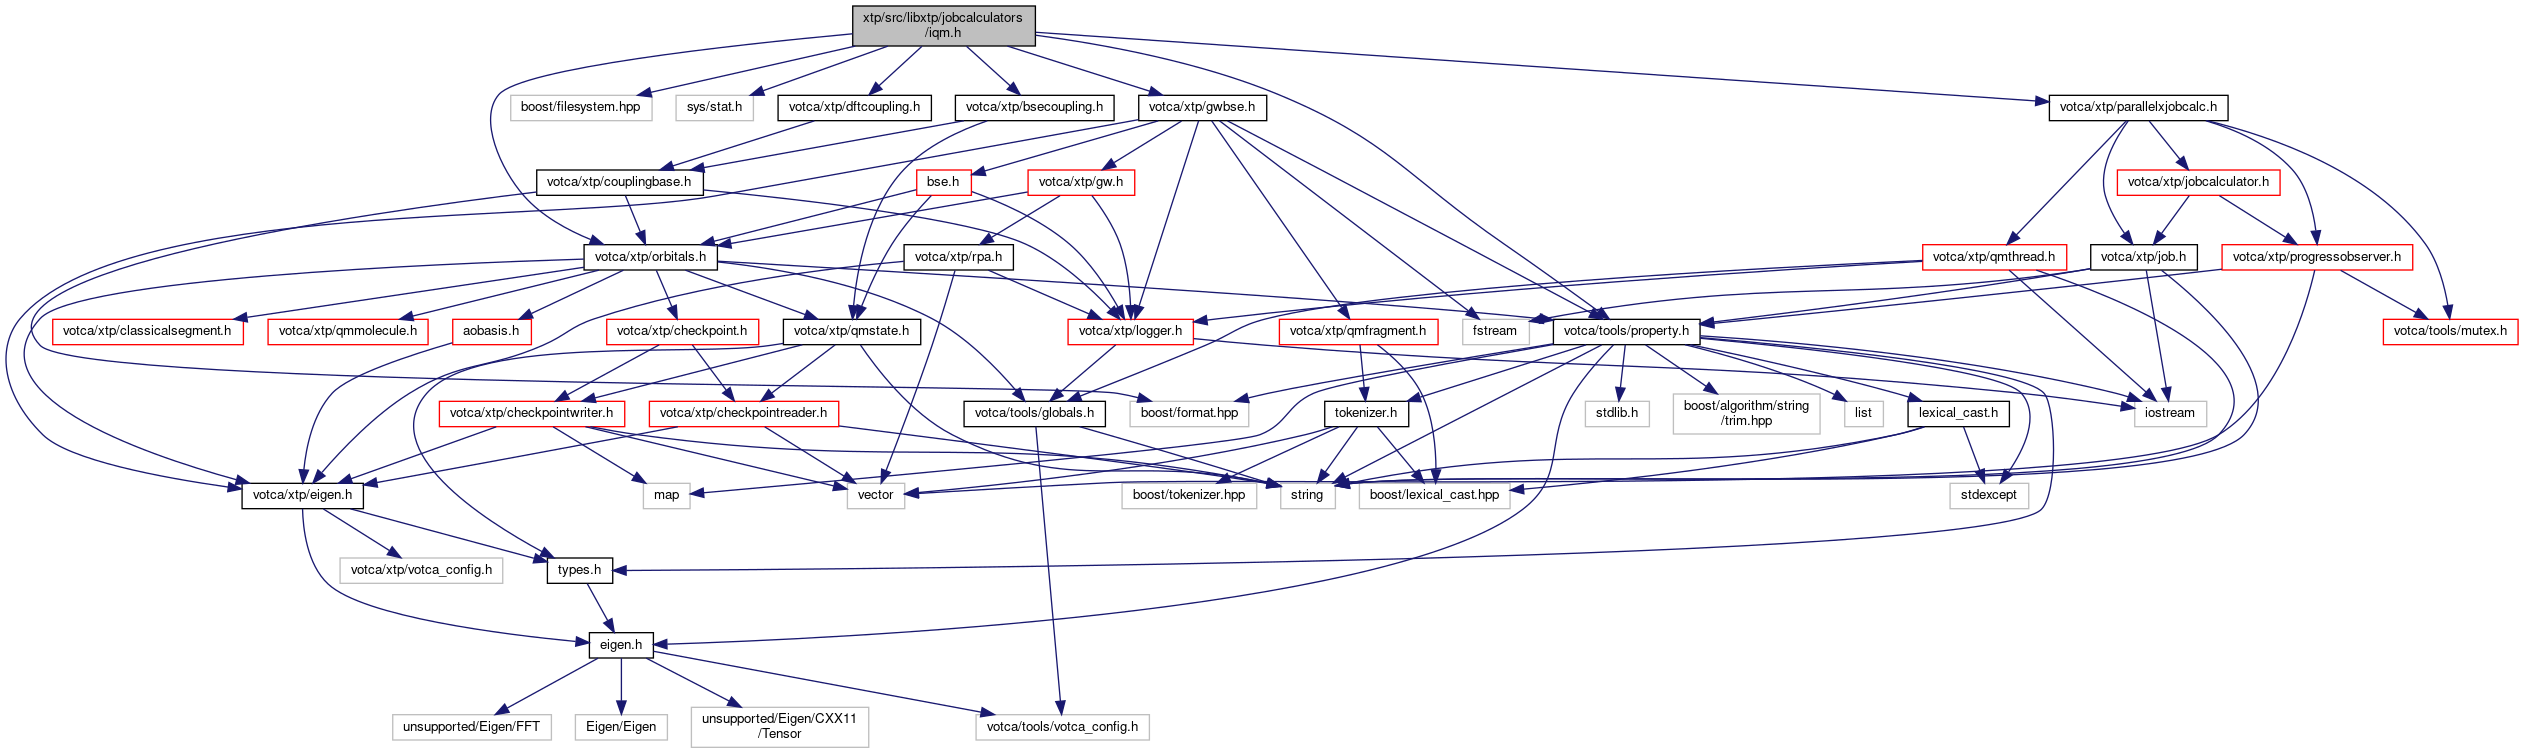 xtp/src/libxtp/jobcalculators
/iqm.h
boost/filesystem.hpp
sys/stat.h
votca/xtp/dftcoupling.h
votca/xtp/bsecoupling.h
votca/xtp/gwbse.h
votca/xtp/parallelxjobcalc.h
votca/xtp/couplingbase.h
bse.h
votca/xtp/gw.h
votca/xtp/jobcalculator.h
votca/xtp/orbitals.h
votca/xtp/rpa.h
votca/xtp/qmthread.h
votca/xtp/job.h
votca/xtp/progressobserver.h
votca/xtp/classicalsegment.h
votca/xtp/qmmolecule.h
aobasis.h
votca/xtp/checkpoint.h
votca/xtp/qmstate.h
votca/xtp/logger.h
votca/xtp/qmfragment.h
fstream
votca/tools/property.h
votca/tools/mutex.h
votca/xtp/checkpointwriter.h
votca/xtp/checkpointreader.h
votca/tools/globals.h
boost/format.hpp
tokenizer.h
stdlib.h
boost/algorithm/string
/trim.hpp
list
lexical_cast.h
iostream
votca/xtp/eigen.h
map
vector
boost/tokenizer.hpp
string
boost/lexical_cast.hpp
stdexcept
votca/xtp/votca_config.h
types.h
eigen.h
unsupported/Eigen/FFT
Eigen/Eigen
unsupported/Eigen/CXX11
/Tensor
votca/tools/votca_config.h